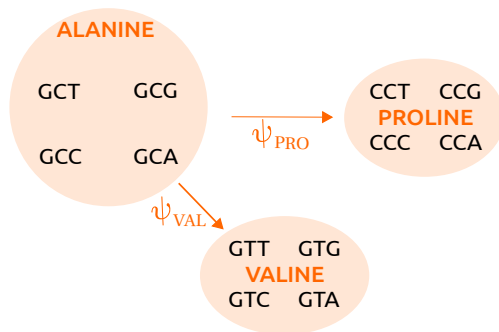 ALANINE
GCT GCG
GCC GCA
ψPRO
CCT CCG
PROLINE
CCC CCA
ψVAL
GTT GTG
VALINE
GTC GTA